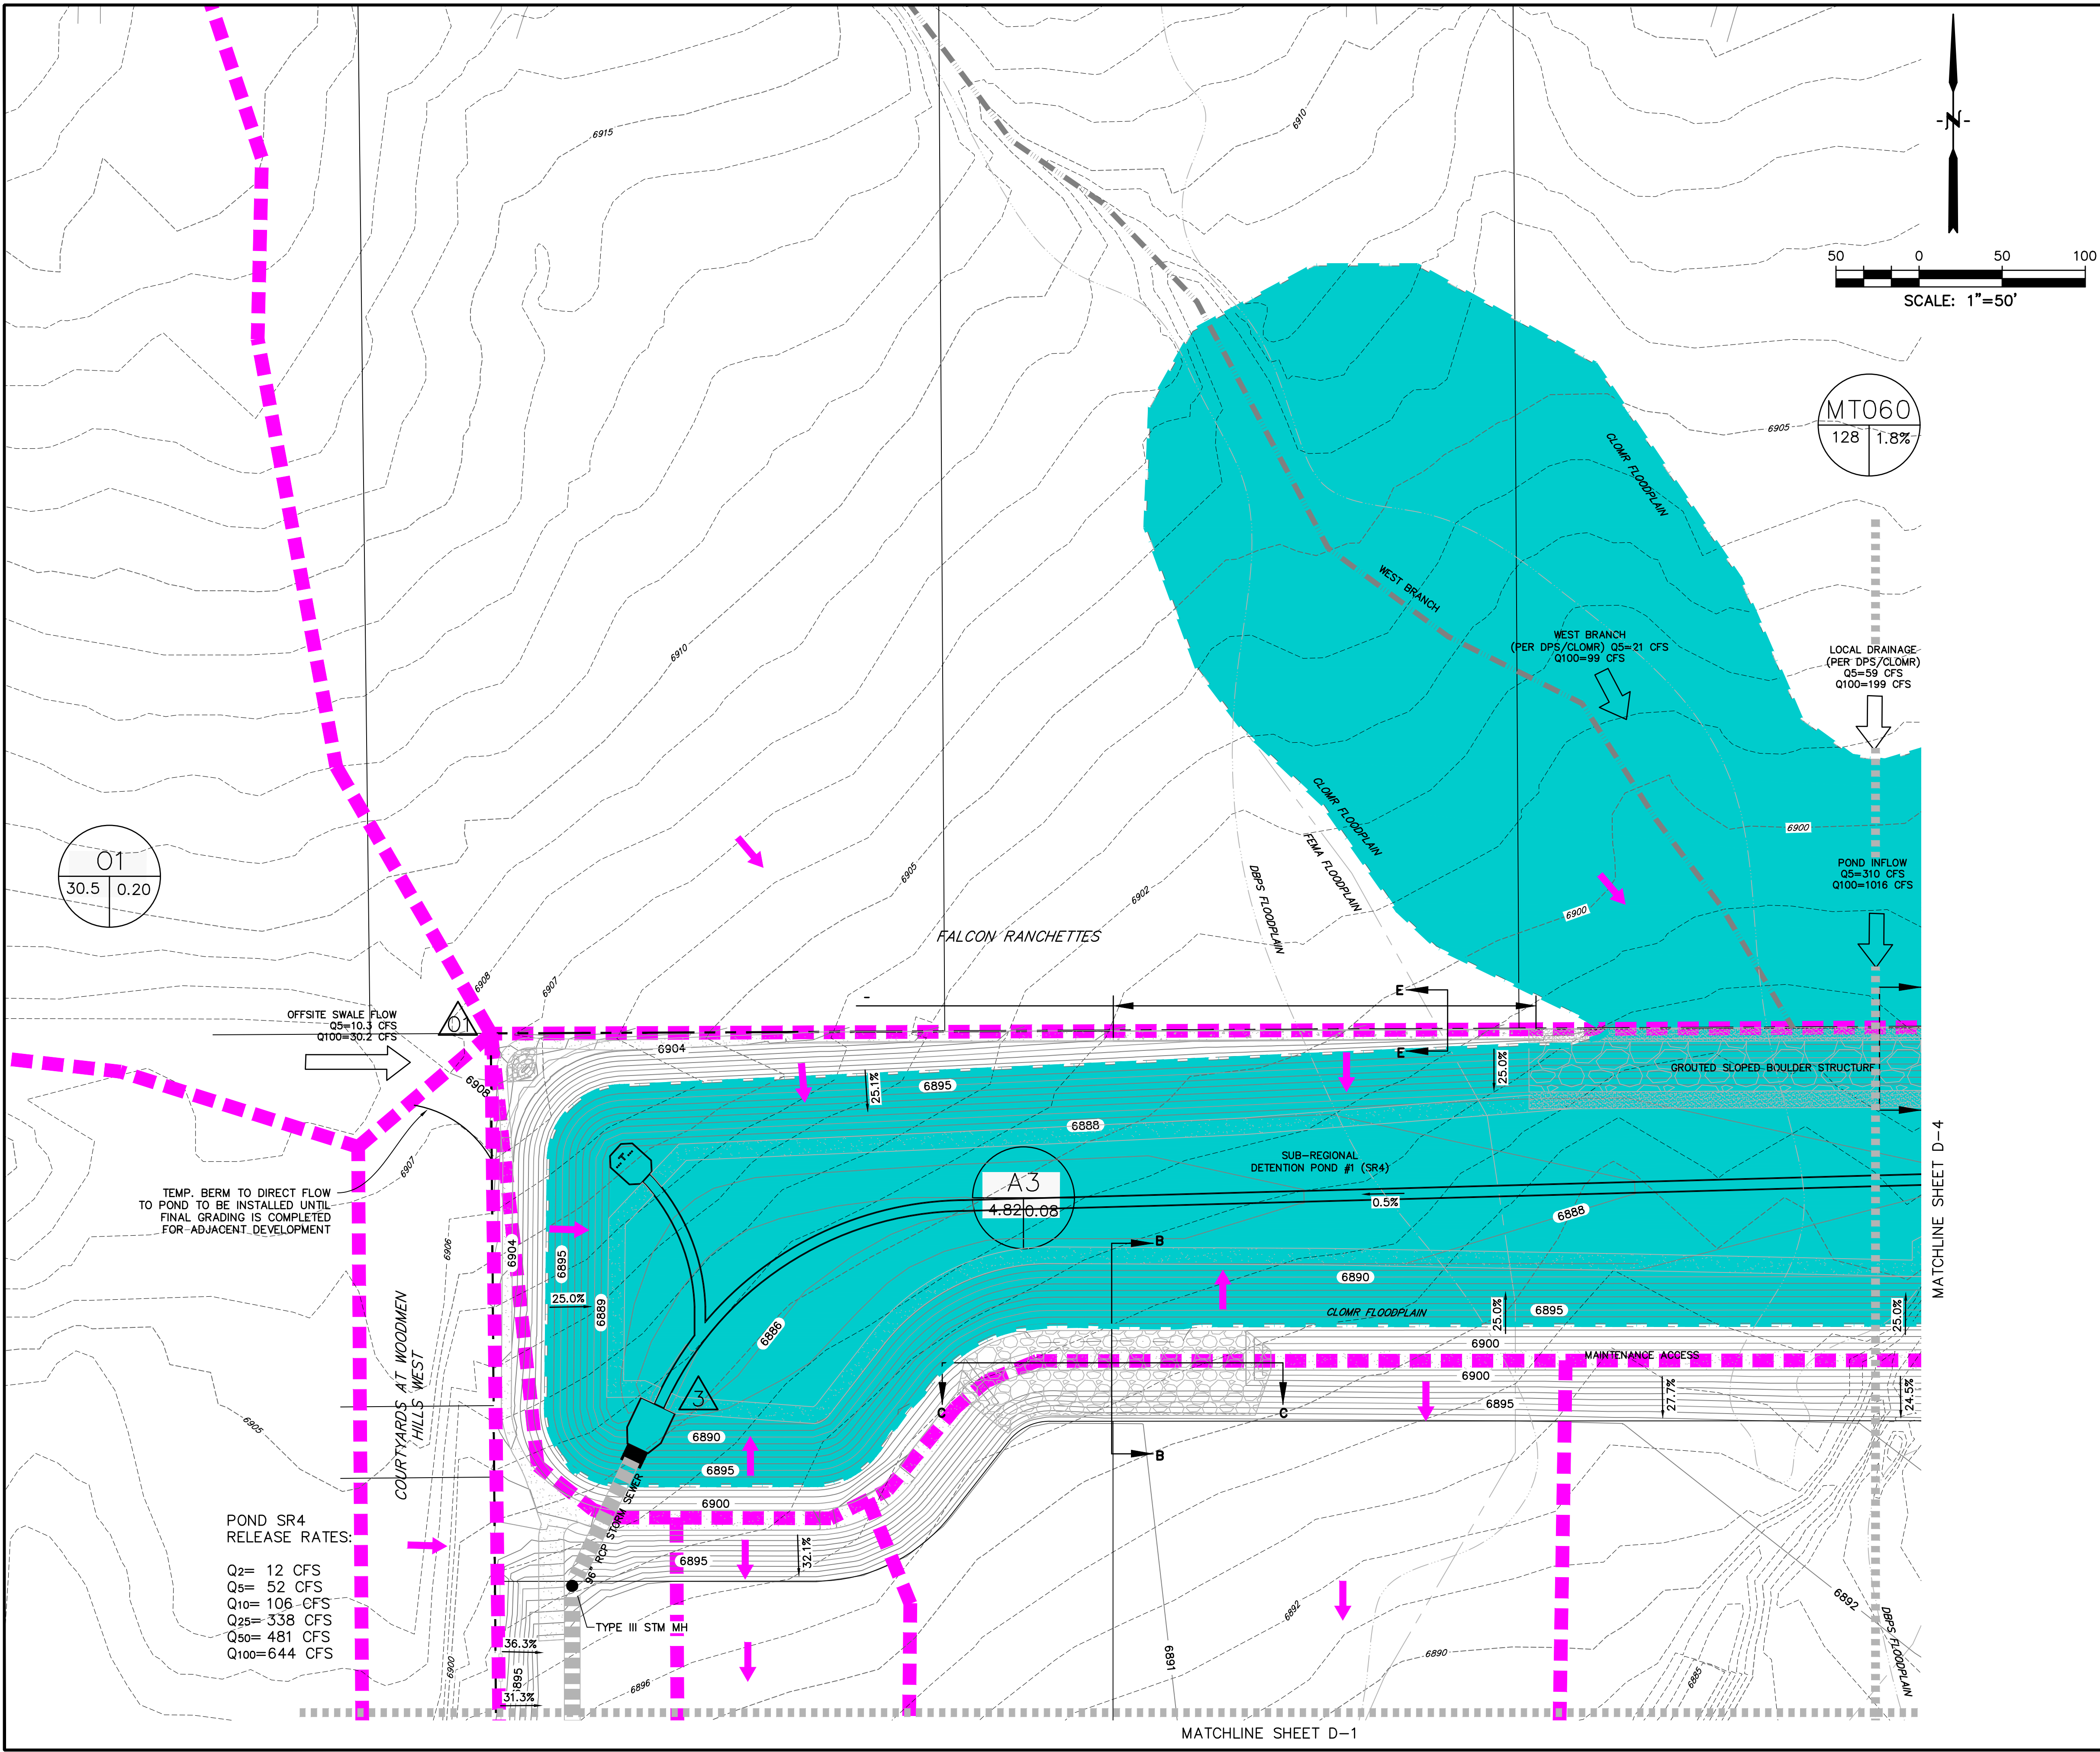 6915
6910
-N-
50 0 50 100
SCALE: 1"=50'
MT060
128 1.8%
6905
CLOMR FLOODPLAIN
WEST BRANCH
WEST BRANCH
(PER DPS/CLOMR) Q5=21 CFS
Q100=99 CFS
LOCAL DRAINAGE
(PER DPS/CLOMR)
Q5=59 CFS
Q100=199 CFS
6910
CLOMR FLOODPLAIN
FEMA FLOODPLAIN
DBPS FLOODPLAIN
6900
POND INFLOW
Q5=310 CFS
Q100=1016 CFS
O1
30.5 0.20
6905
6902
6900
FALCON RANCHETTES
6908
6907
OFFSITE SWALE FLOW
Q5=10.3 CFS
Q100=30.2 CFS
O1
-
E
E
6904
6908
25.1%
6895
25.0%
GROUTED SLOPED BOULDER STRUCTURE
6888
SUB-REGIONAL
DETENTION POND #1 (SR4)
-T-
A3
4.82 0.08
0.5%
6888
MATCHLINE SHEET D-4
6907
TEMP. BERM TO DIRECT FLOW
TO POND TO BE INSTALLED UNTIL
FINAL GRADING IS COMPLETED
FOR ADJACENT DEVELOPMENT
6906
6904
6895
25.0%
6889
6886
B
6890
CLOMR FLOODPLAIN
25.0%
6895
25.0%
6900
MAINTENANCE ACCESS
6900
6895
27.7%
24.5%
COURTYARDS AT WOODMEN
HILLS WEST
6905
3
C
C
B
6890
6895
6900
96" RCP STORM SEWER
6895
32.1%
POND SR4
RELEASE RATES:
Q2= 12 CFS
Q5= 52 CFS
Q10= 106 CFS
Q25= 338 CFS
Q50= 481 CFS
Q100=644 CFS
TYPE III STM MH
36.3%
6895
31.3%
6900
6896
6891
6892
6890
6885
6892
DBPS FLOODPLAIN
MATCHLINE SHEET D-1